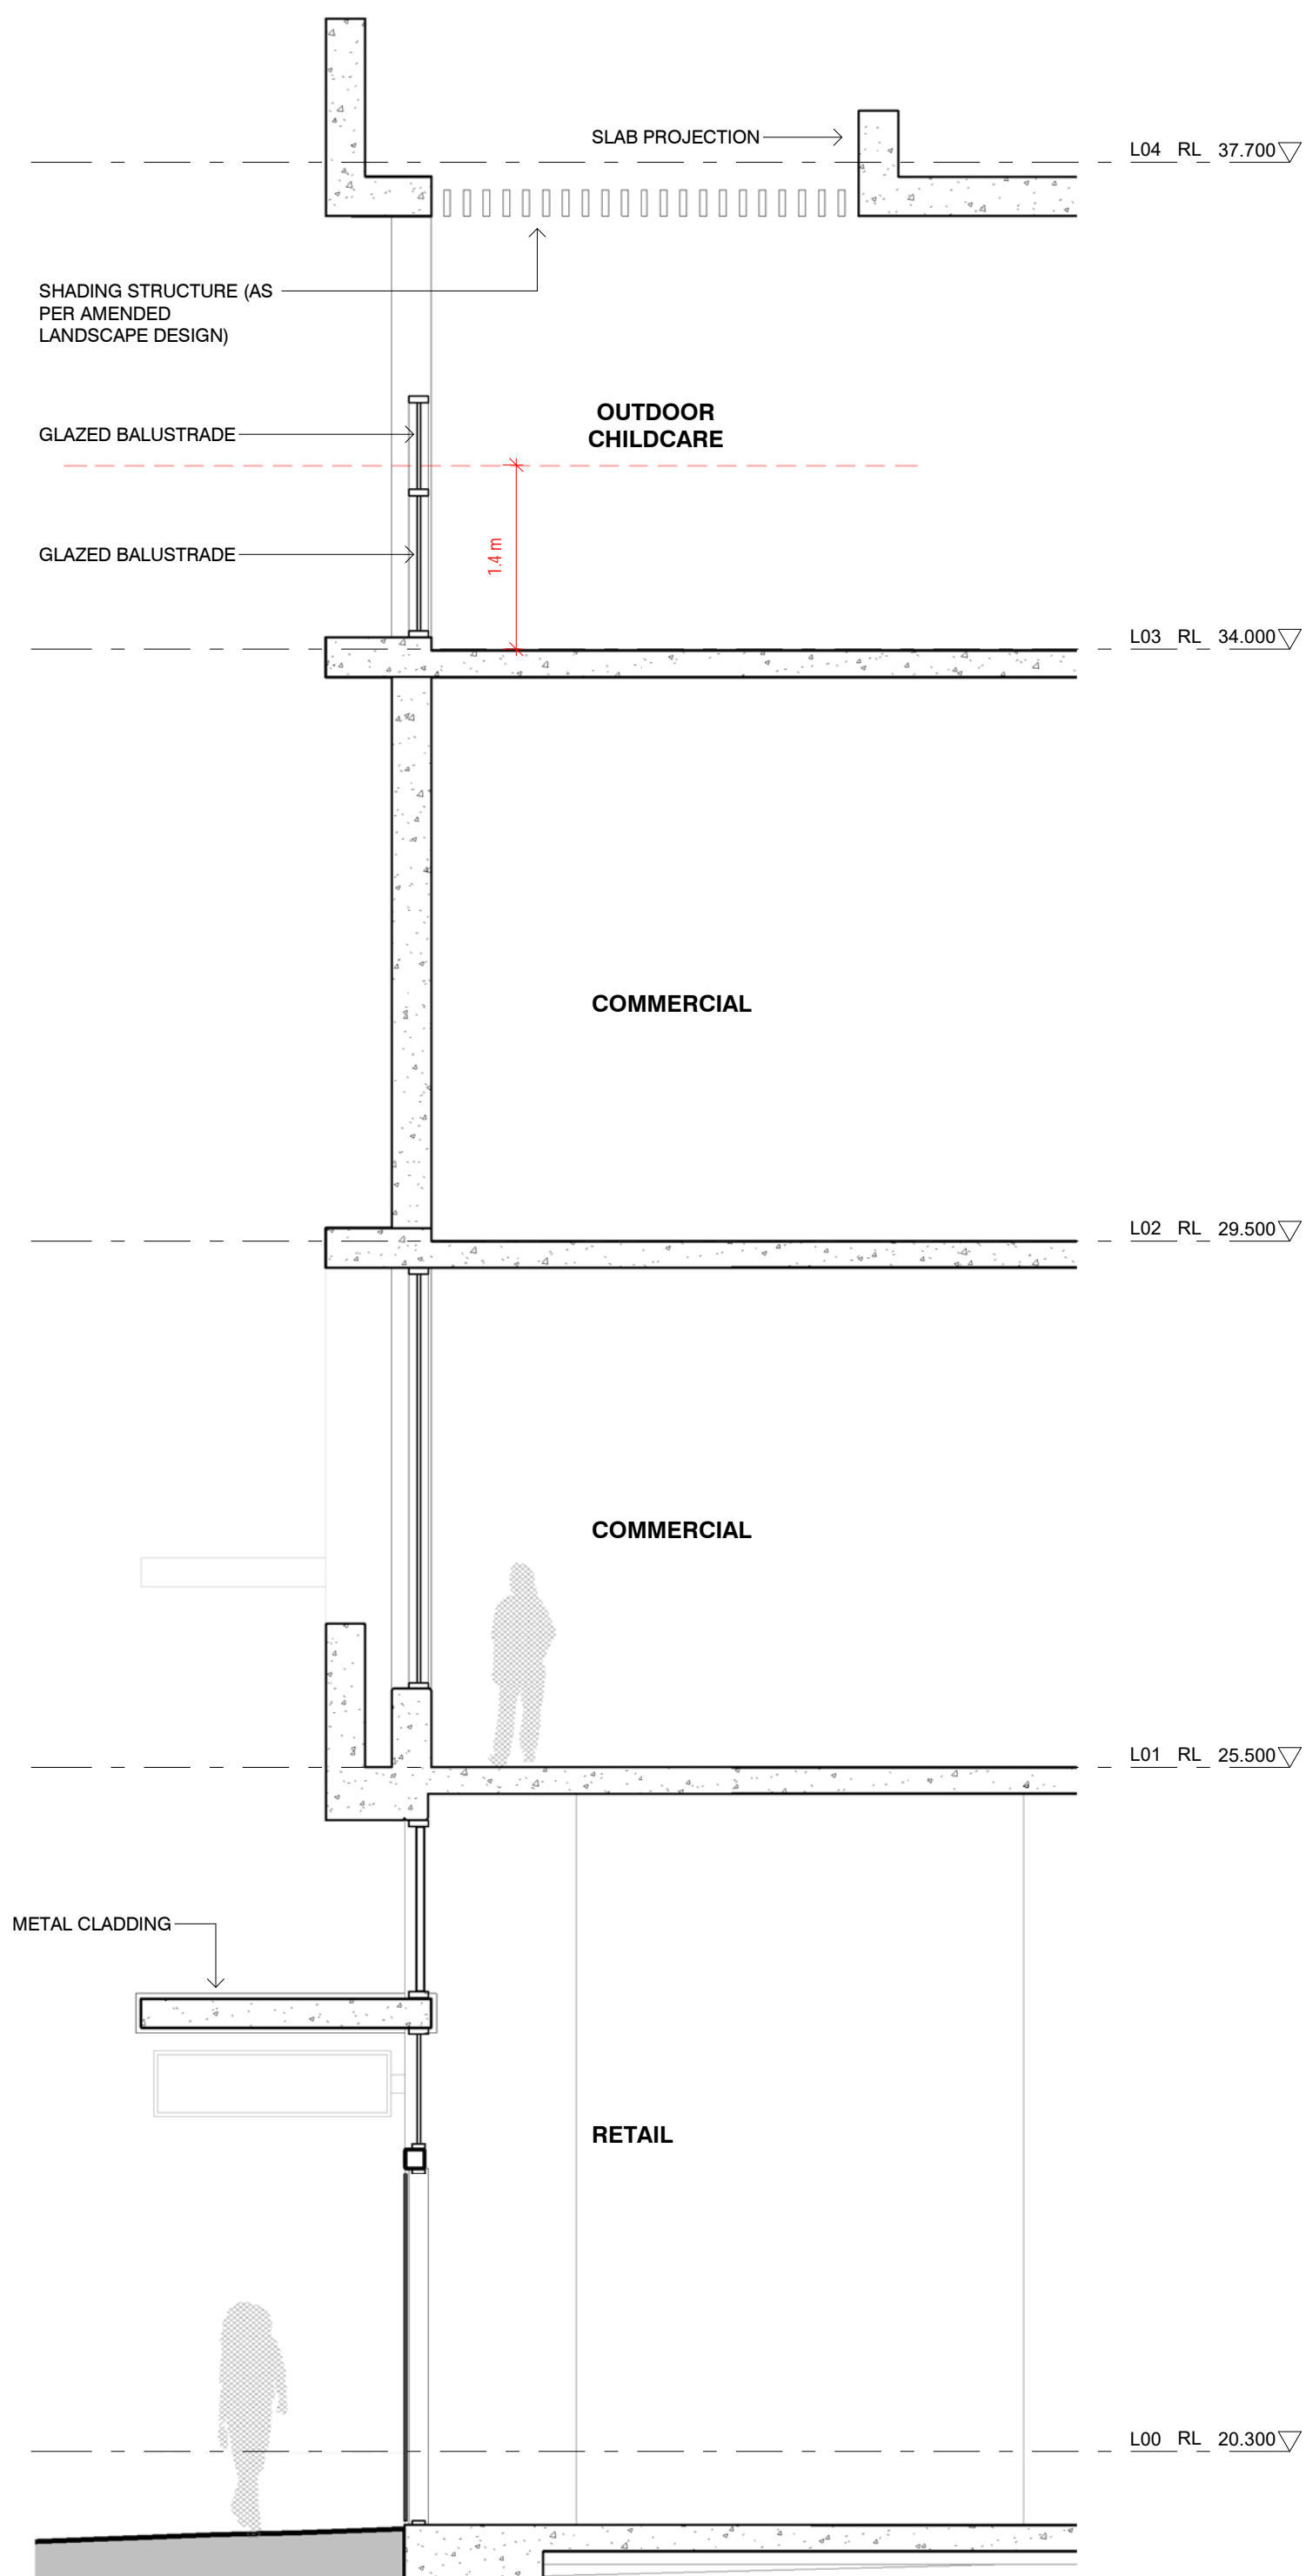 SLAB PROJECTION
L04 RL 37.700
SHADING STRUCTURE (AS
PER AMENDED
LANDSCAPE DESIGN)
OUTDOOR
CHILDCARE
GLAZED BALUSTRADE
GLAZED BALUSTRADE
1.4 m
L03 RL 34.000
COMMERCIAL
L02 RL 29.500
COMMERCIAL
L01 RL 25.500
METAL CLADDING
RETAIL
L00 RL 20.300